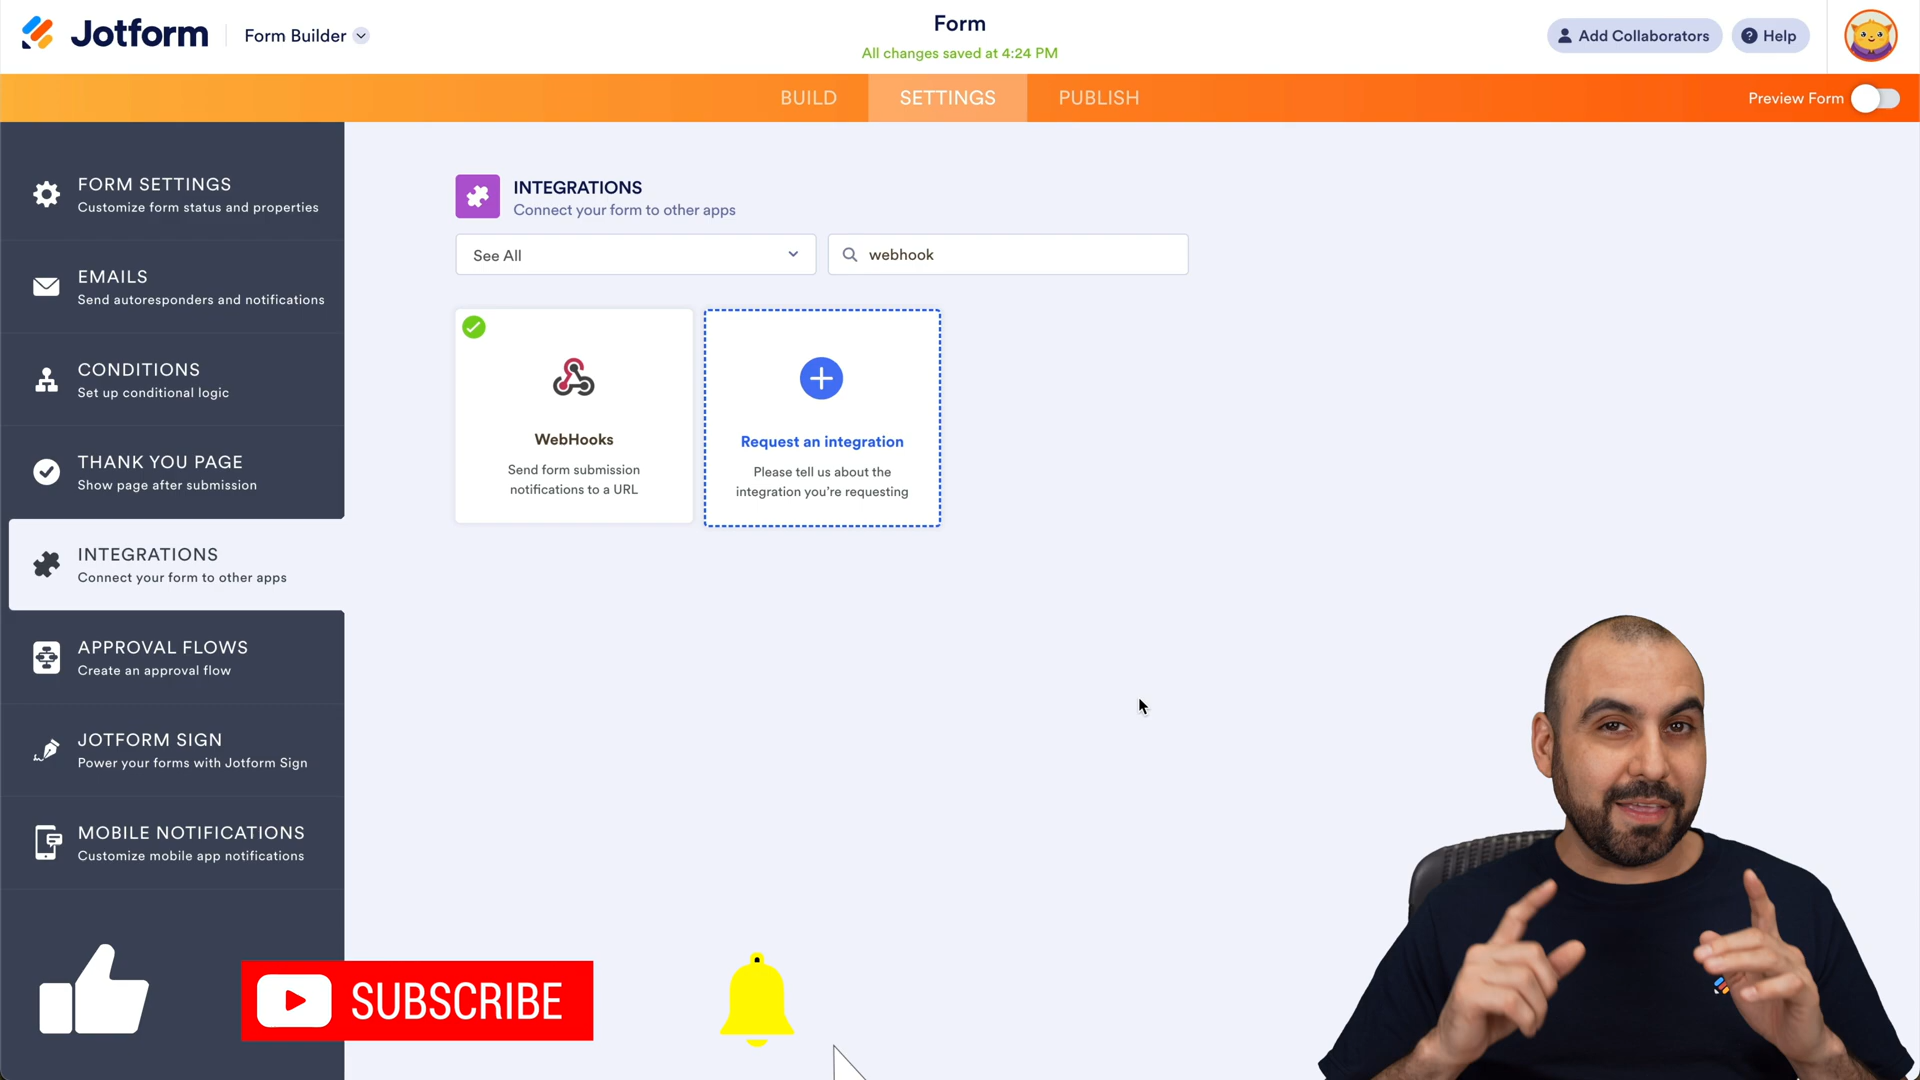 Jotform
Form Builder
Form
All changes saved at 4:24 PM
Add Collaborators
? Help
BUILD
SETTINGS
PUBLISH
Preview Form
FORM SETTINGS
Customize form status and properties
EMAILS
Send autoresponders and notifications
CONDITIONS
Set up conditional logic
THANK YOU PAGE
Show page after submission
INTEGRATIONS
Connect your form to other apps
APPROVAL FLOWS
Create an approval flow
JOTFORM SIGN
Power your forms with Jotform Sign
MOBILE NOTIFICATIONS
Customize mobile app notifications
INTEGRATIONS
Connect your form to other apps
See All
webhook
WebHooks
Send form submission
notifications to a URL
Request an integration
Please tell us about the
integration you're requesting
SUBSCRIBE